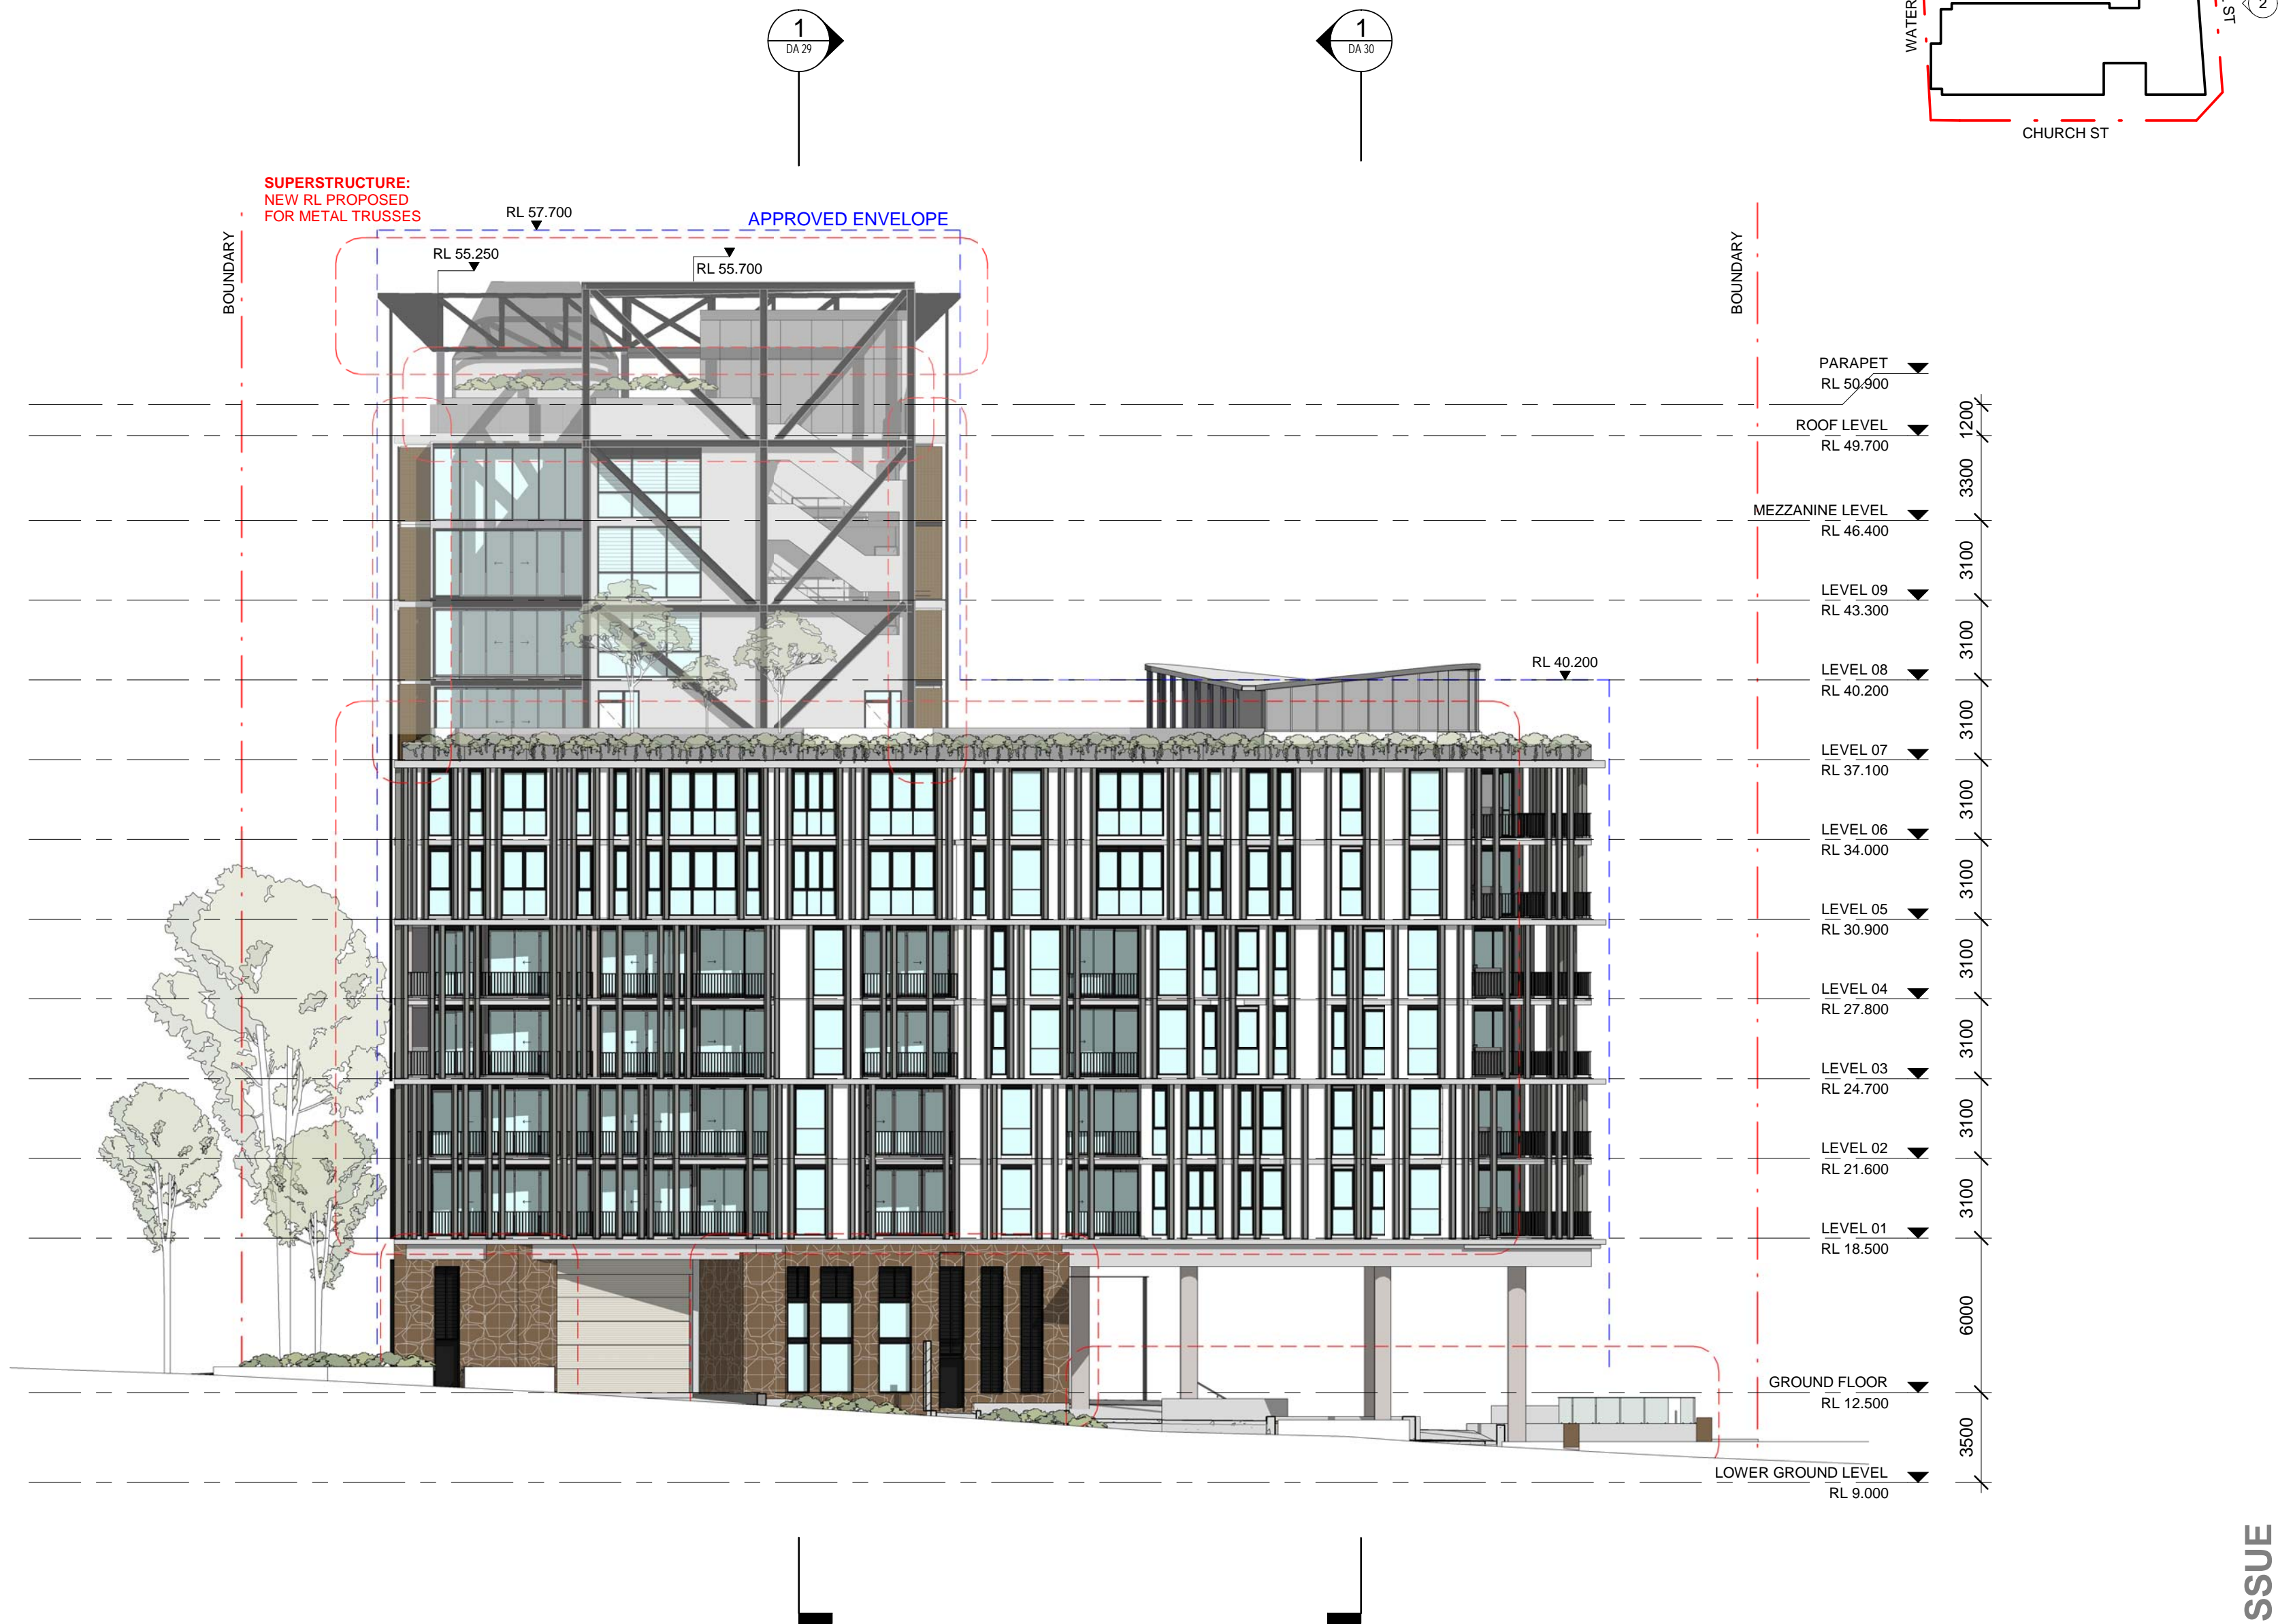 1
DA 29
1
DA 30
2
CHURCH ST
SUPERSTRUCTURE:
NEW RL PROPOSED
FOR METAL TRUSSES
RL 57.700
APPROVED ENVELOPE
RL 55.250
RL 55.700
BOUNDARY
BOUNDARY
PARAPET
RL 50.900
1200
ROOF LEVEL
RL 49.700
3300
MEZZANINE LEVEL
RL 46.400
3100
LEVEL 09
RL 43.300
3100
RL 40.200
LEVEL 08
RL 40.200
3100
LEVEL 07
RL 37.100
3100
LEVEL 06
RL 34.000
3100
LEVEL 05
RL 30.900
3100
LEVEL 04
RL 27.800
3100
LEVEL 03
RL 24.700
3100
LEVEL 02
RL 21.600
3100
LEVEL 01
RL 18.500
6000
GROUND FLOOR
RL 12.500
3500
LOWER GROUND LEVEL
RL 9.000
WATER
ST
SSUE